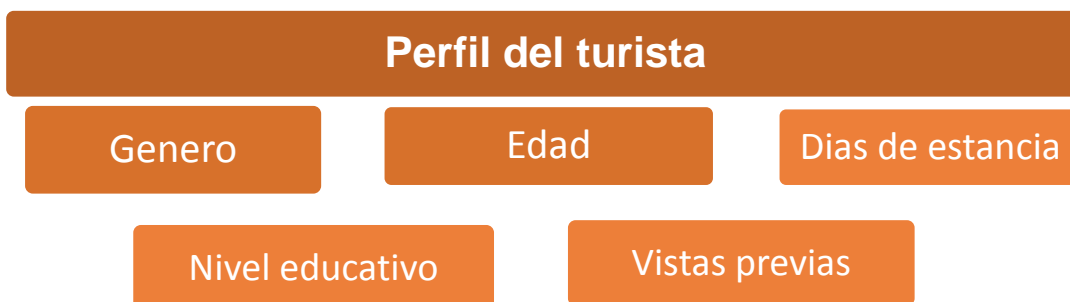 Perfil del turista
Genero
Edad
Dias de estancia
Nivel educativo
Vistas previas